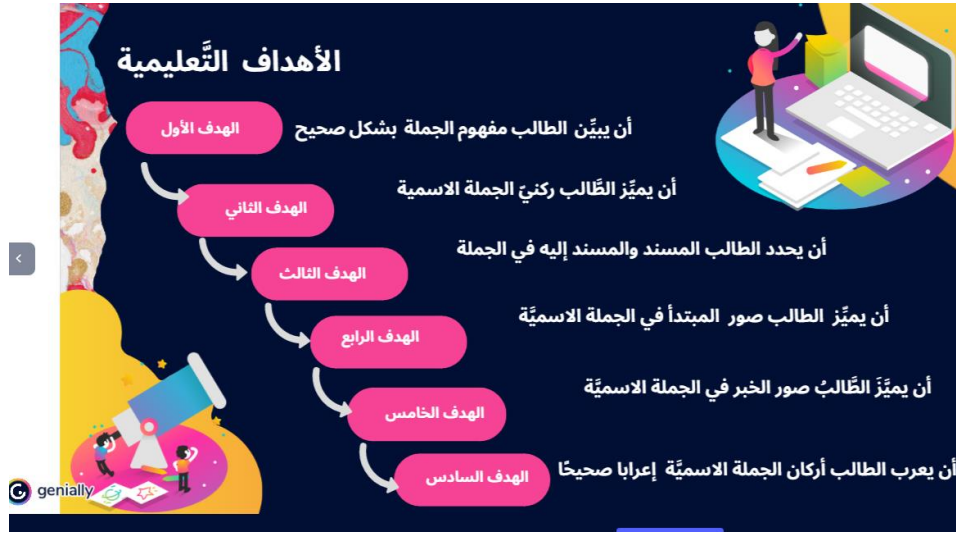 الأهداف التَّعليمية
الهدف الأول
أن يبيِّن الطالب مفهوم الجملة بشكل صحيح
الهدف الثاني
أن يميِّز الطَّالب ركنيّ الجملة الاسمية
الهدف الثالث
أن يحدد الطالب المسند والمسند إليه في الجملة
الهدف الرابع
أن يميِّز الطالب صور المبتدأ في الجملة الاسميَّة
الهدف الخامس
أن يميَّزَ الطَّالبُ صور الخبر في الجملة الاسميَّة
الهدف السادس
أن يعرب الطالب أركان الجملة الاسميَّة إعرابا صحيحًا
genially